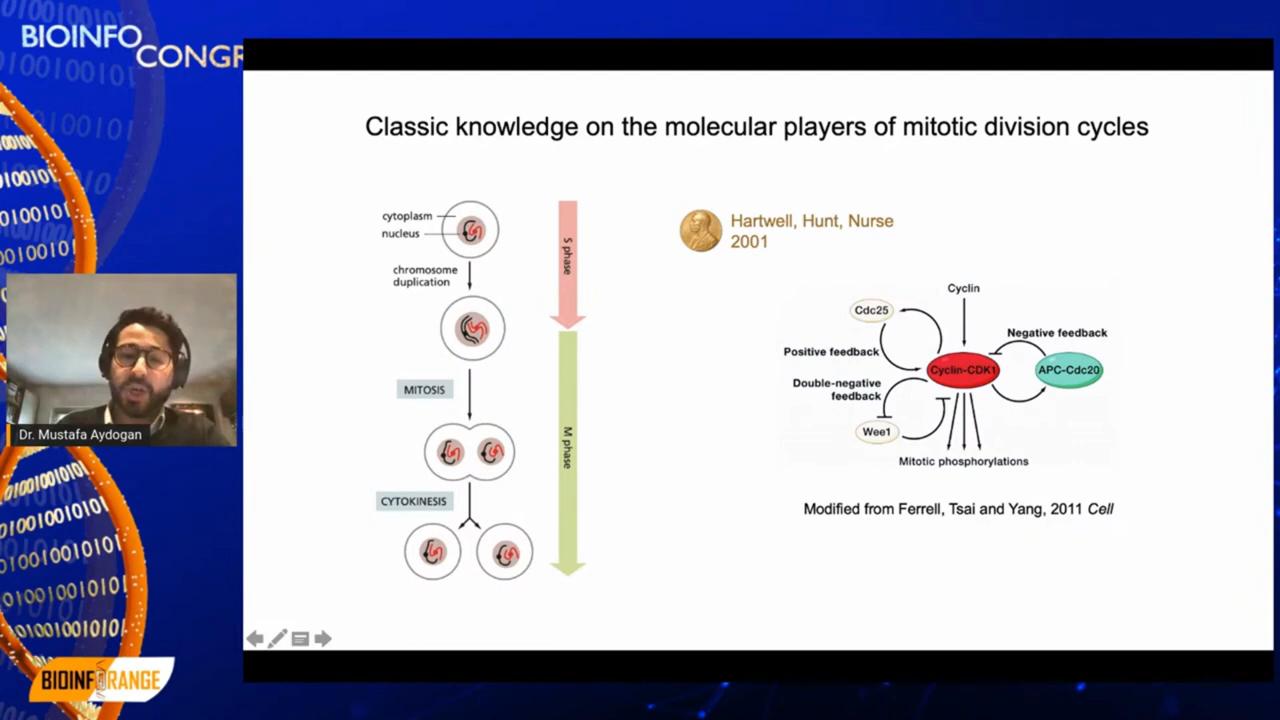 BIOINFO
CONGR
Classic knowledge on the molecular players of mitotic division cycles
cytoplasm
nucleus
chromosome
duplication
MITOSIS
CYTOKINESIS
S phase
M phase
Hartwell, Hunt, Nurse
2001
Cyclin
Cdc25
Negative feedback
Positive feedback
Cyclin-CDK1
APC-Cdc20
Double-negative
feedback
Wee1
Mitotic phosphorylations
Modified from Ferrell, Tsai and Yang, 2011 Cell
Dr. Mustafa Aydogan